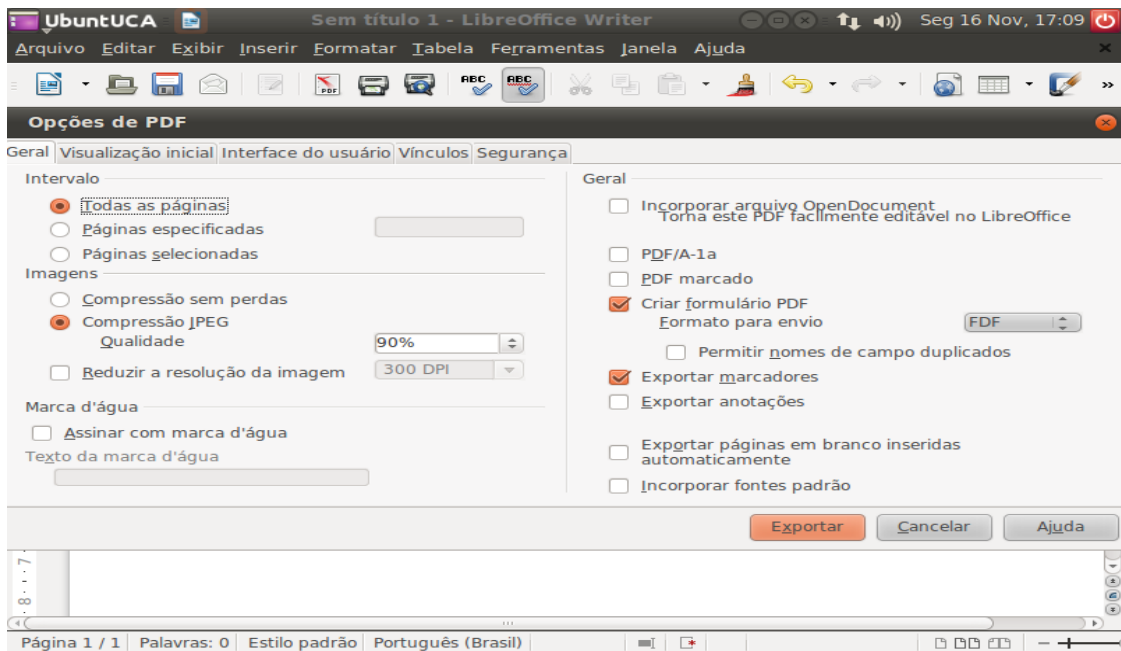 UbuntUCA Sem título 1 - LibreOffice Writer Seg 16 Nov, 17:09
Arquivo Editar Exibir Inserir Formatar Tabela Ferramentas Janela Ajuda
PDF ABC ABC »
Opções de PDF
Geral Visualização inicial Interface do usuário Vínculos Segurança
Intervalo
Todas as páginas
Páginas especificadas
Páginas selecionadas
Imagens
Compressão sem perdas
Compressão JPEG
Qualidade 90%
Reduzir a resolução da imagem 300 DPI
Marca d'água
Assinar com marca d'água
Texto da marca d'água
Geral
Incorporar arquivo OpenDocument
Torna este PDF facilmente editável no LibreOffice
PDF/A-1a
PDF marcado
Criar formulário PDF
Formato para envio FDF
Permitir nomes de campo duplicados
Exportar marcadores
Exportar anotações
Exportar páginas em branco inseridas
automaticamente
Incorporar fontes padrão
Exportar Cancelar Ajuda
7
8
Página 1 / 1 Palavras: 0 Estilo padrão Português (Brasil)